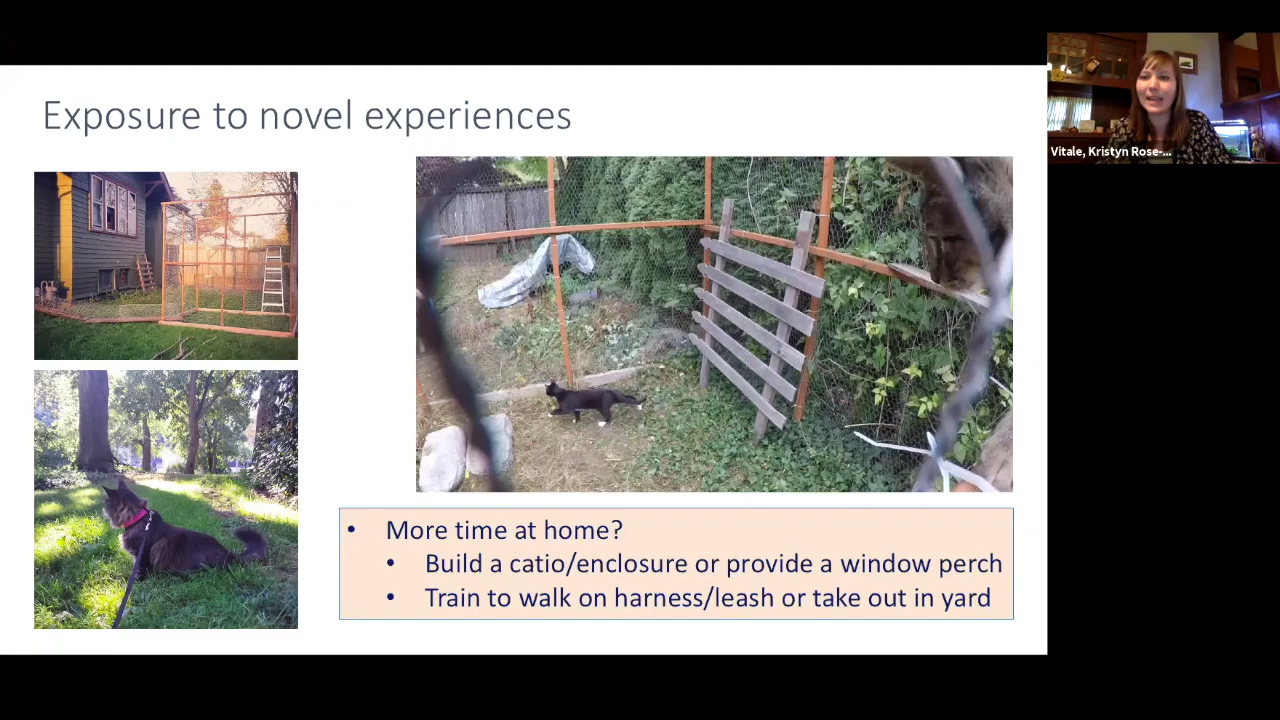 Exposure to novel experiences
Vitale, Kristyn Rose-...
• More time at home?
• Build a catio/enclosure or provide a window perch
• Train to walk on harness/leash or take out in yard